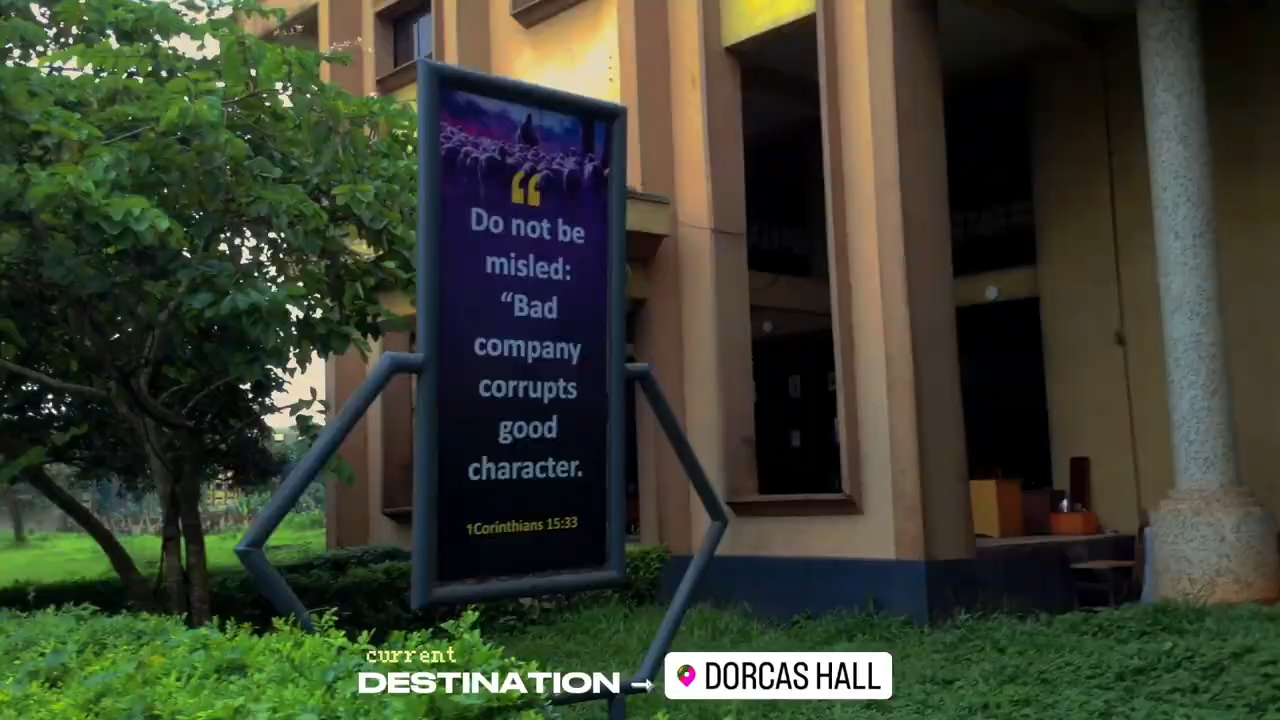 “
Do not be
misled:
“Bad
company
corrupts
good
character.
1Corinthians 15:33
current
DESTINATION →
DORCAS HALL